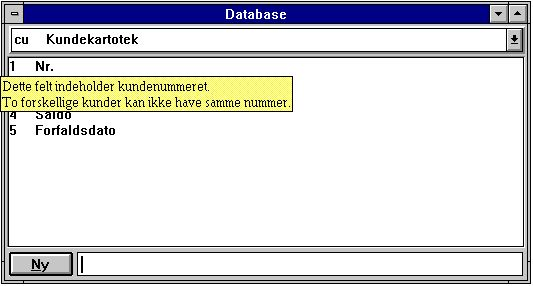 Database
cu Kundekartotek
1 Nr.
Dette felt indeholder kundenummeret.
To forskellige kunder kan ikke have samme nummer.
4 Saldo
5 Forfaldsdato
Ny